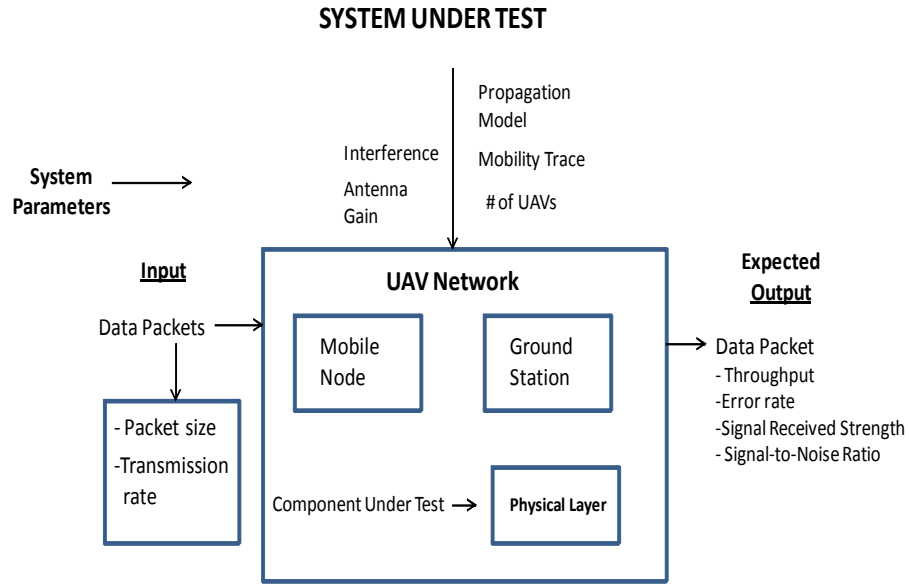 SYSTEM UNDER TEST
Propagation
Model
Interference
Mobility Trace
Antenna
Gain
# of UAVs
System
Parameters
Input
Data Packets
- Packet size
-Transmission
rate
UAV Network
Mobile
Node
Ground
Station
Component Under Test
Physical Layer
Expected
Output
Data Packet
- Throughput
-Error rate
-Signal Received Strength
- Signal-to-Noise Ratio